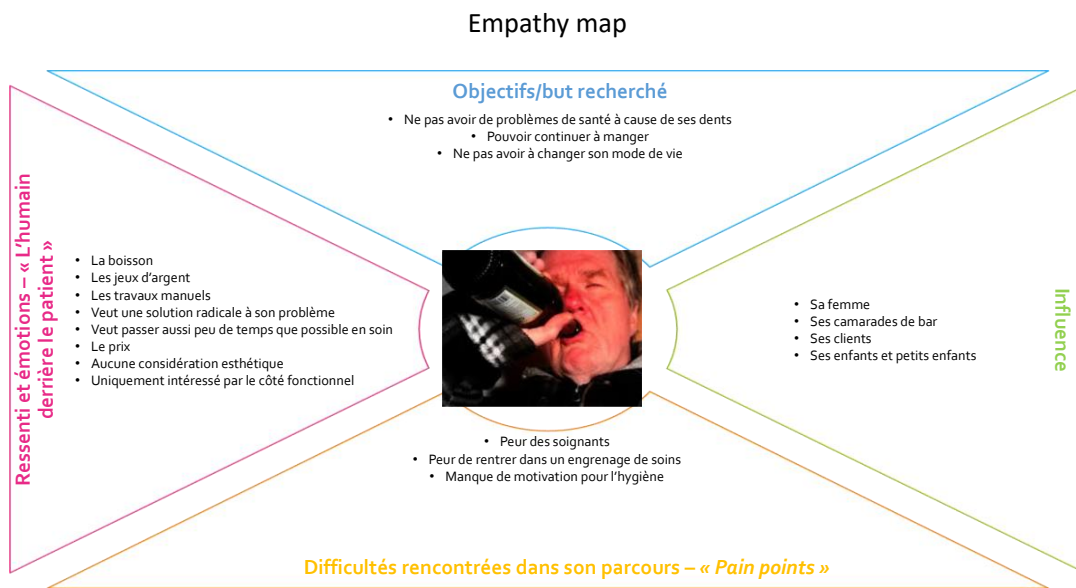 Empathy map
Objectifs/but recherché
• Ne pas avoir de problèmes de santé à cause de ses dents
• Pouvoir continuer à manger
• Ne pas avoir à changer son mode de vie
Ressenti et émotions – « L'humain
derrière le patient »
• La boisson
• Les jeux d'argent
• Les travaux manuels
• Veut une solution radicale à son problème
• Veut passer aussi peu de temps que possible en soin
• Le prix
• Aucune considération esthétique
• Uniquement intéressé par le côté fonctionnel
• Sa femme
• Ses camarades de bar
• Ses clients
• Ses enfants et petits enfants
Influence
• Peur des soignants
• Peur de rentrer dans un engrenage de soins
• Manque de motivation pour l'hygiène
Difficultés rencontrées dans son parcours – « Pain points »